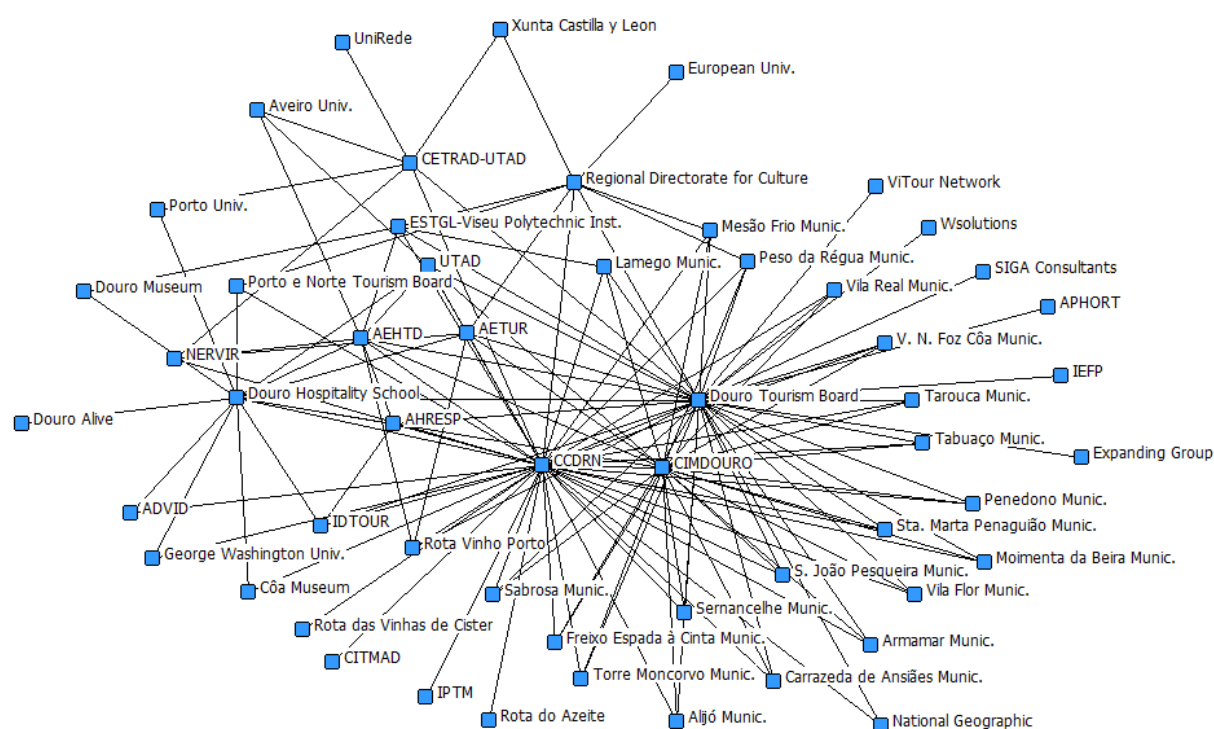 Xunta Castilla y Leon
UniRede
European Univ.
Aveiro Univ.
CETRAD-UTAD
Regional Directorate for Culture
ViTour Network
Porto Univ.
ESTGL-Viseu Polytechnic Inst.
Mesão Frio Munic.
Wsolutions
UTAD
Lamego Munic.
Peso da Régua Munic.
SIGA Consultants
Douro Museum
Porto e Norte Tourism Board
Vila Real Munic.
APHORT
AEHTD
AETUR
V. N. Foz Côa Munic.
NERVIR
IEFP
Douro Hospitality School
Douro Tourism Board
Tarouca Munic.
Douro Alive
AHRESP
Tabuaço Munic.
Expanding Group
CCDRN
CIMDOURO
Penedono Munic.
ADVID
IDTOUR
Sta. Marta Penaguião Munic.
George Washington Univ.
Rota Vinho Porto
Moimenta da Beira Munic.
S. João Pesqueira Munic.
Côa Museum
Sabrosa Munic.
Vila Flor Munic.
Sernancelhe Munic.
Rota das Vinhas de Cister
Freixo Espada à Cinta Munic.
Armamar Munic.
CITMAD
Torre Moncorvo Munic.
Carrazeda de Ansiães Munic.
IPTM
Rota do Azeite
Alijó Munic.
National Geographic